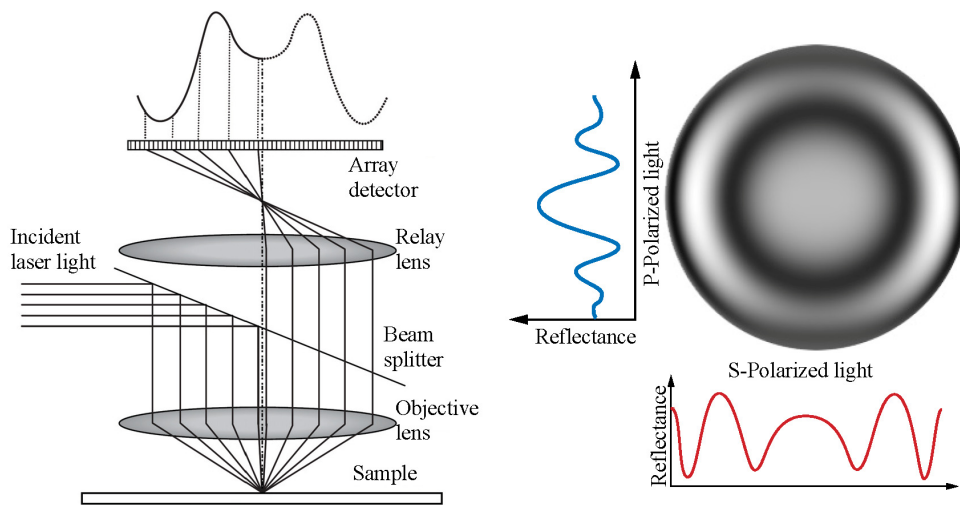 Array
detector
Incident
laser light
Relay
lens
Beam
splitter
Objective
lens
Sample
P-Polarized light
Reflectance
S-Polarized light
Reflectance